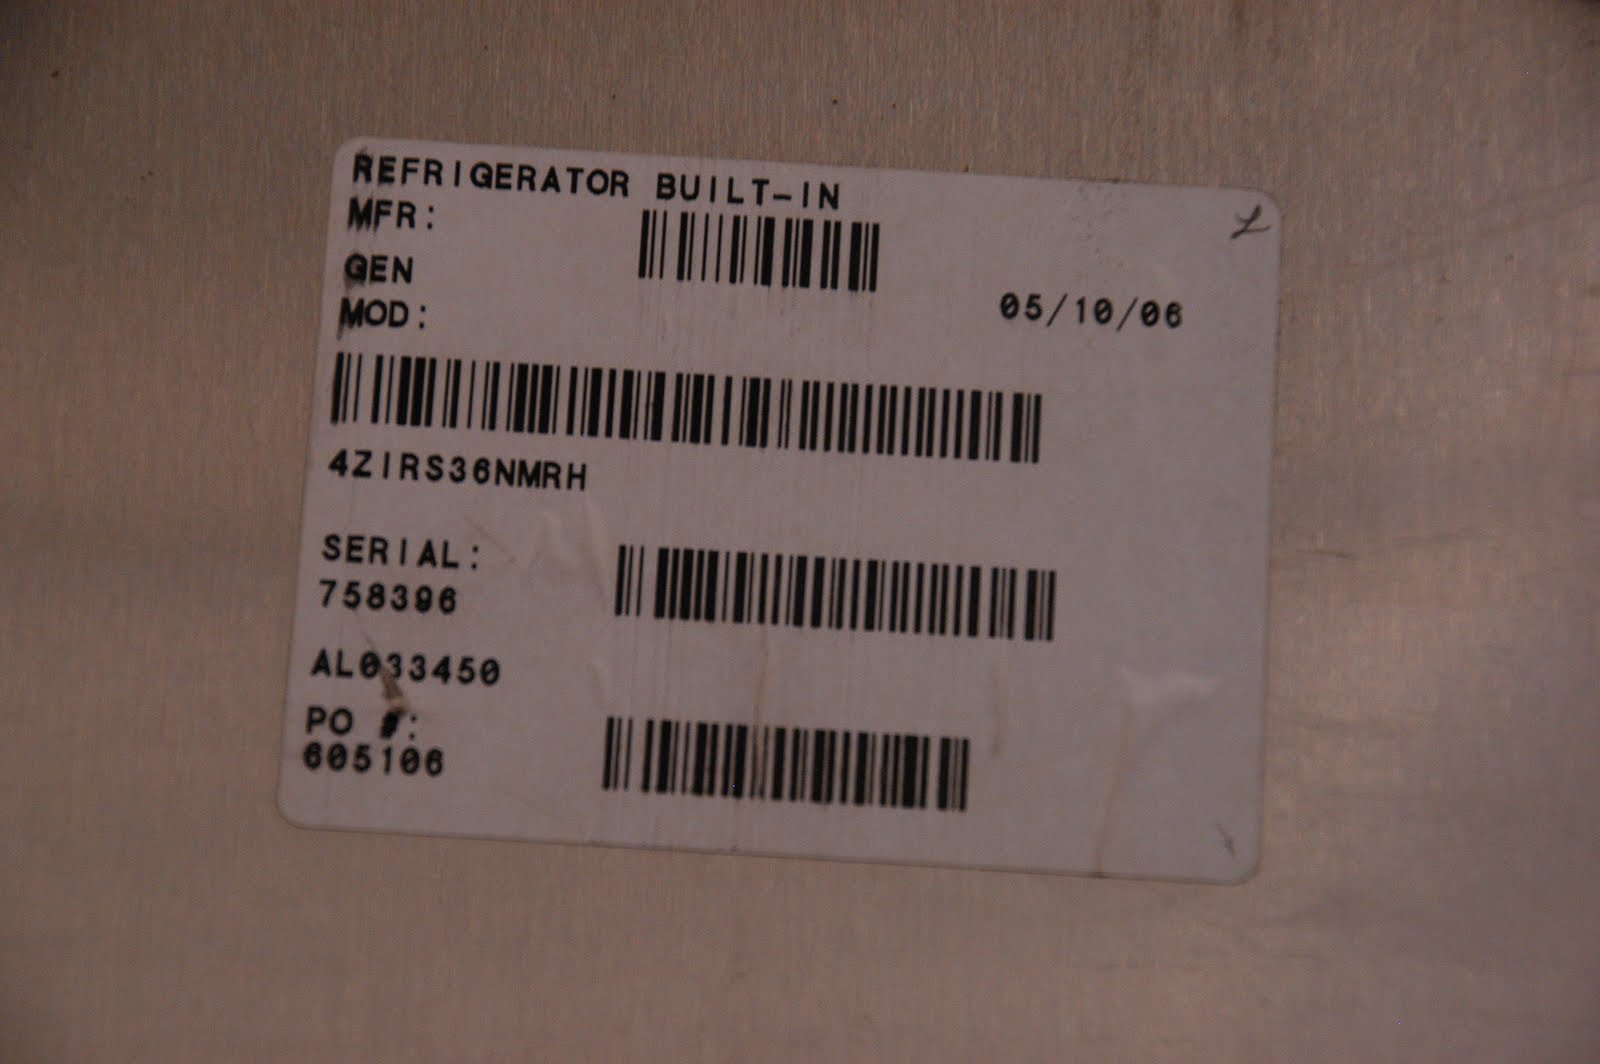 REFRIGERATOR BUILT-IN
MFR:
GEN
MOD:
05/10/06
4ZIRS36NMRH
SERIAL:
758396
AL033450
PO #:
605106